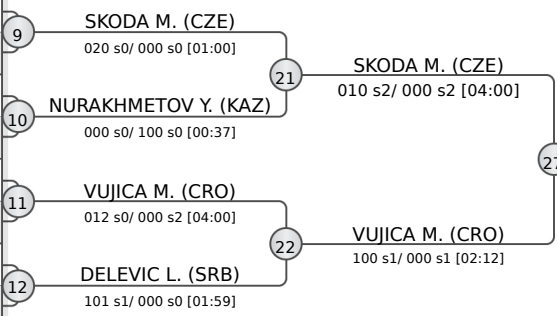 9
SKODA M. (CZE)
020 s0/ 000 s0 [01:00]
21
SKODA M. (CZE)
010 s2/ 000 s2 [04:00]
10
NURAKHMETOV Y. (KAZ)
000 s0/ 100 s0 [00:37]
27
11
VUJICA M. (CRO)
012 s0/ 000 s2 [04:00]
22
VUJICA M. (CRO)
100 s1/ 000 s1 [02:12]
12
DELEVIC L. (SRB)
101 s1/ 000 s0 [01:59]